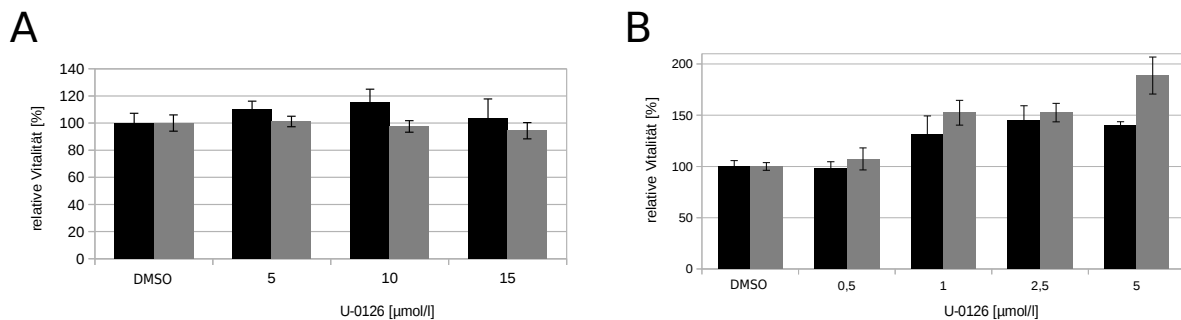 A
relative Vitalität [%]
140
120
100
80
60
40
20
0
DMSO 5 10 15
U-0126 [µmol/l]
B
relative Vitalität [%]
200
150
100
50
0
DMSO 0,5 1 2,5 5
U-0126 [µmol/l]